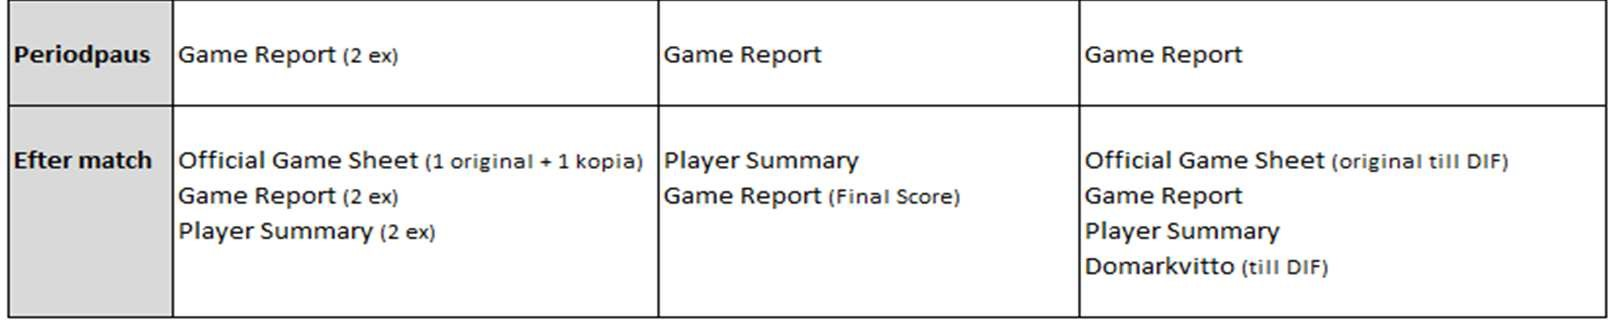 Periodpaus
Game Report (2 ex)
Game Report
Game Report
Efter match
Official Game Sheet (1 original + 1 kopia)
Game Report (2 ex)
Player Summary (2 ex)
Player Summary
Game Report (Final Score)
Official Game Sheet (original till DIF)
Game Report
Player Summary
Domarkvitto (till DIF)